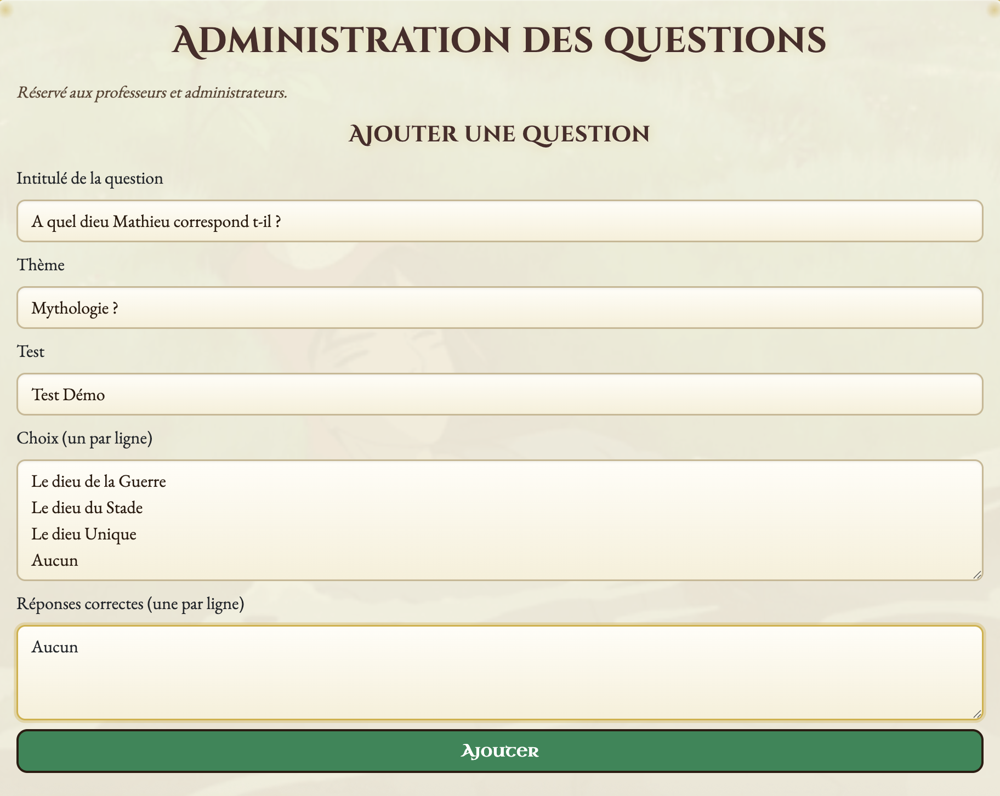 Administration des Questions
Réservé aux professeurs et administrateurs.
Ajouter une question
Intitulé de la question
A quel dieu Mathieu correspond t-il ?
Thème
Mythologie ?
Test
Test Démo
Choix (un par ligne)
Le dieu de la Guerre
Le dieu du Stade
Le dieu Unique
Aucun
Réponses correctes (une par ligne)
Aucun
Ajouter